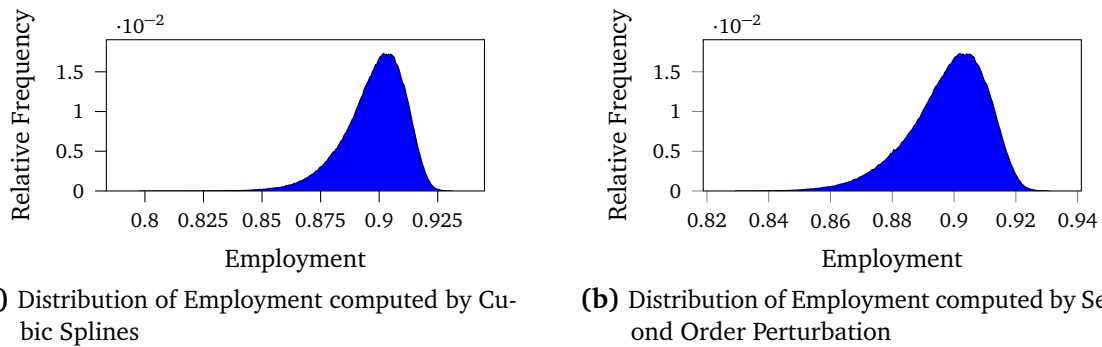 ·10⁻²
Relative Frequency
1.5
1
0.5
0
0.8 0.825 0.85 0.875 0.9 0.925
Employment
) Distribution of Employment computed by Cu-
bic Splines
·10⁻²
Relative Frequency
1.5
1
0.5
0
0.82 0.84 0.86 0.88 0.9 0.92 0.94
Employment
(b) Distribution of Employment computed by Se
ond Order Perturbation